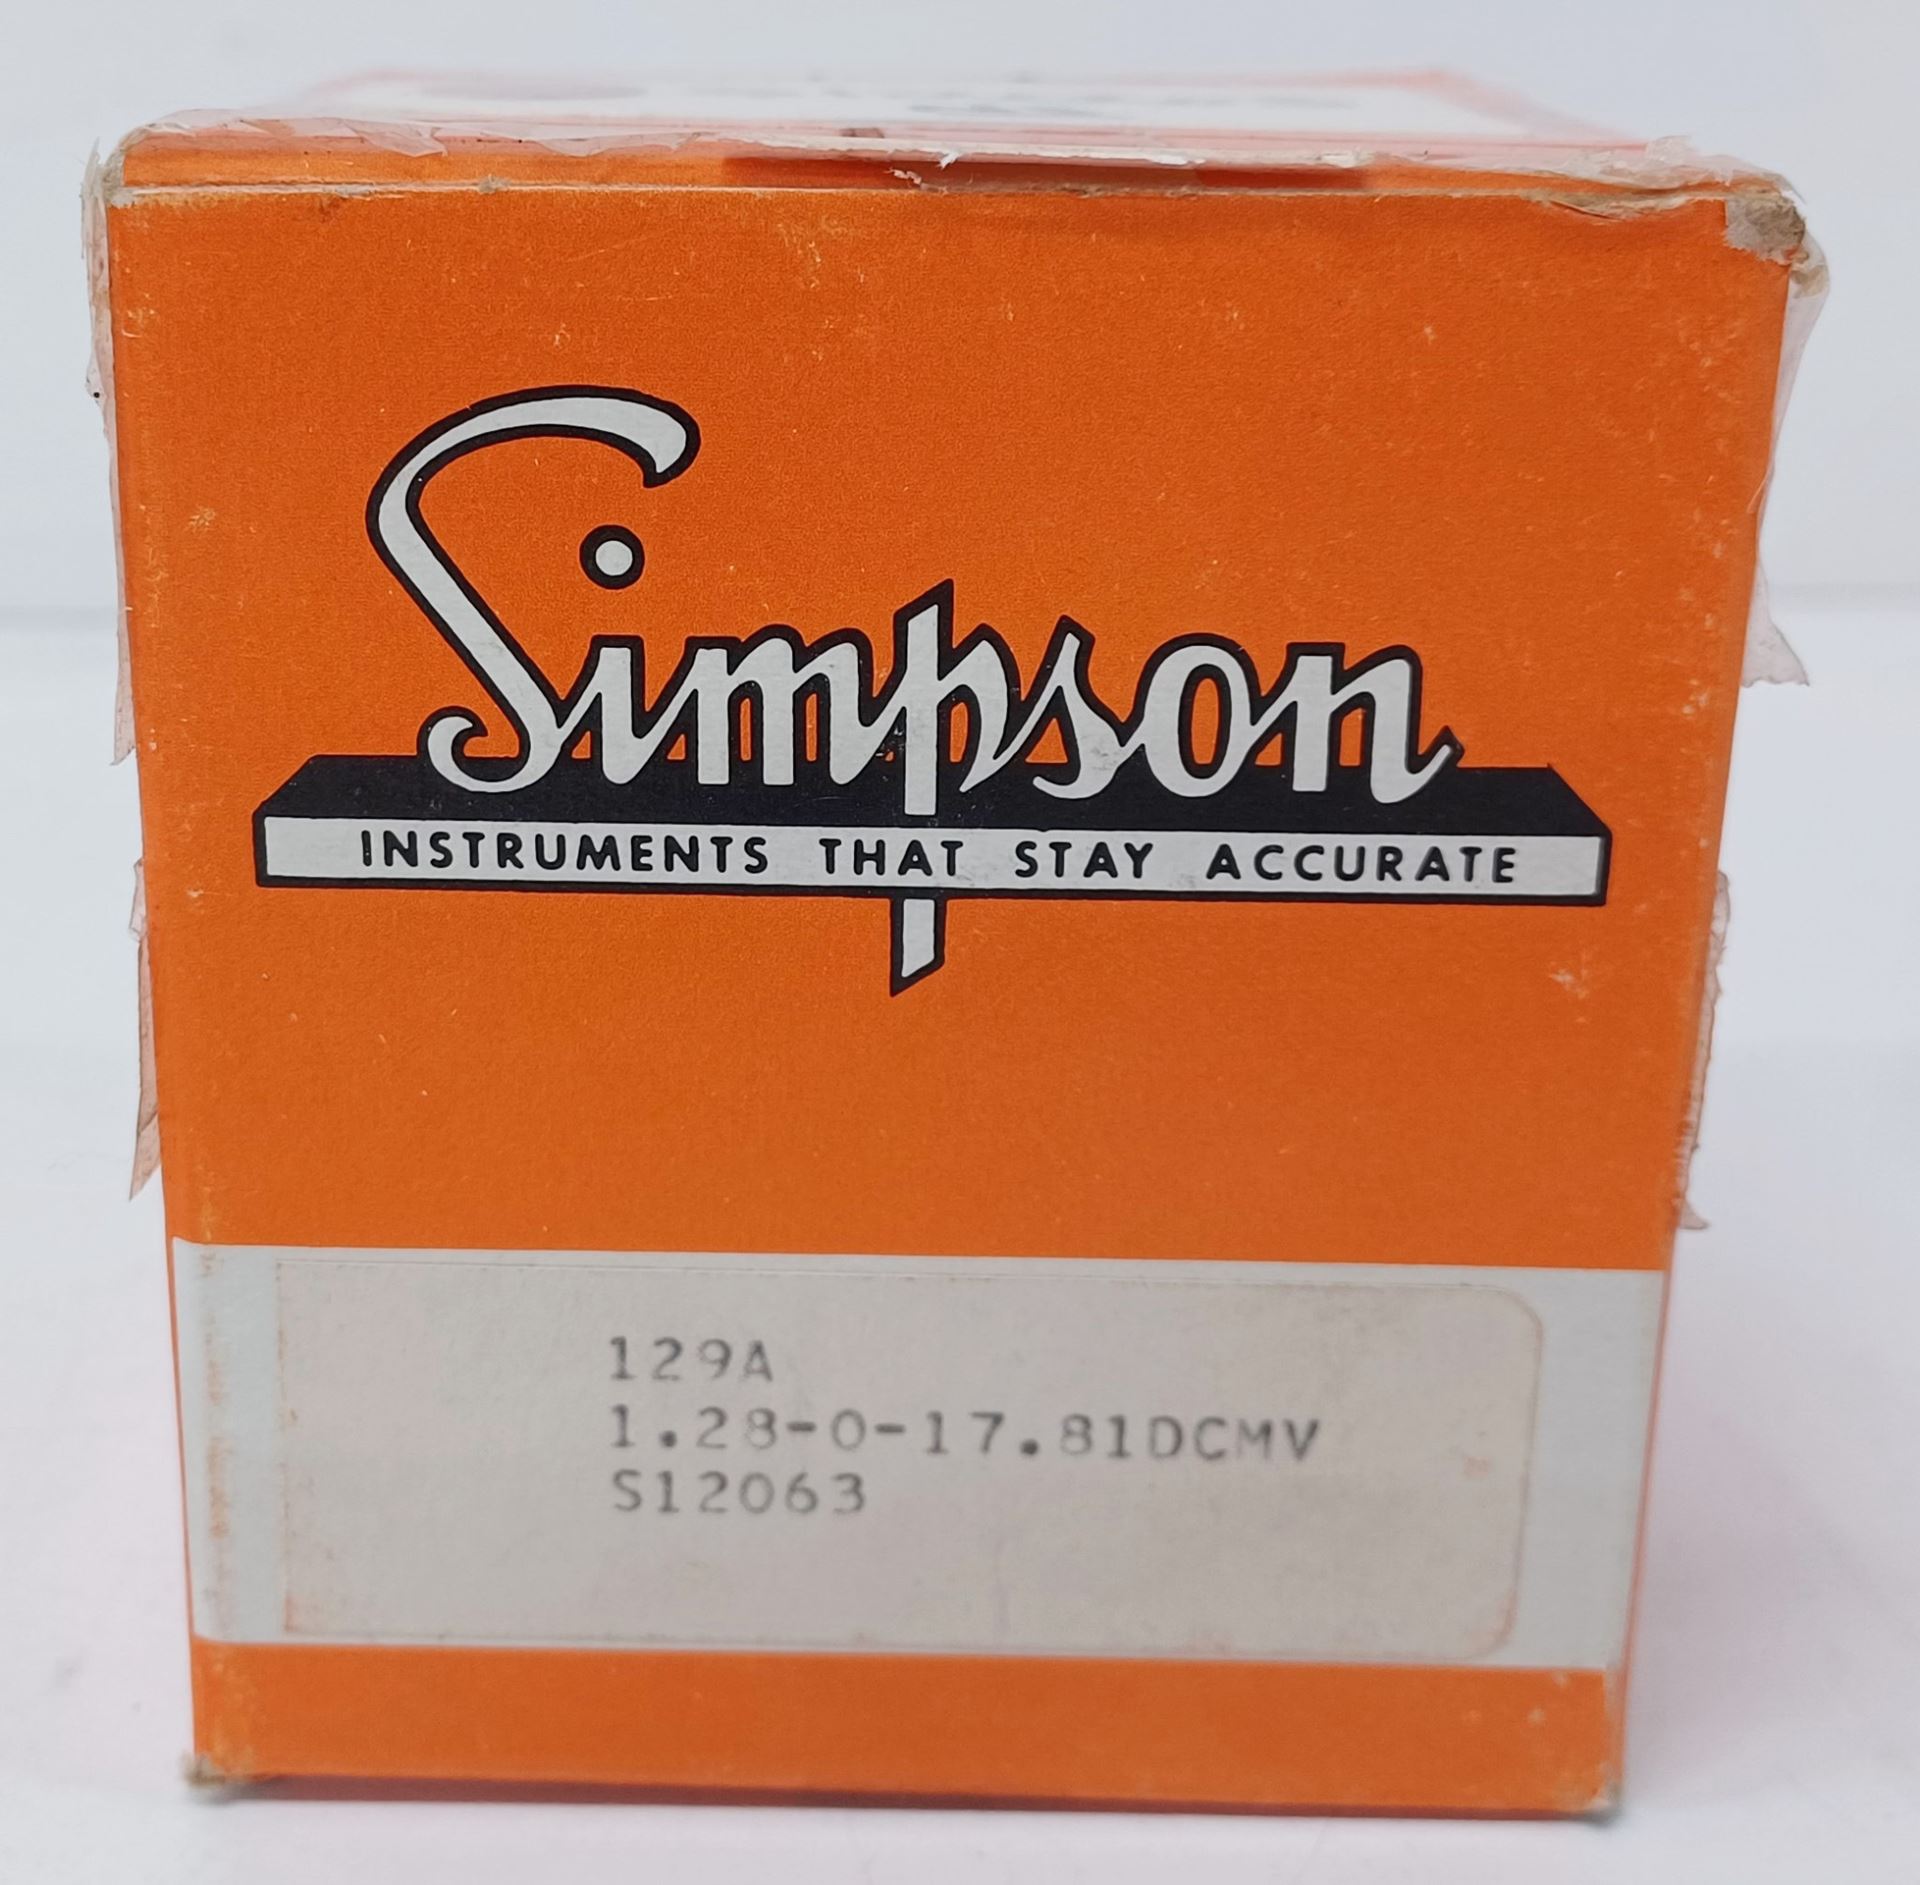 Simpson
INSTRUMENTS THAT STAY ACCURATE
129A
1.28-0-17.81DCMV
S12063